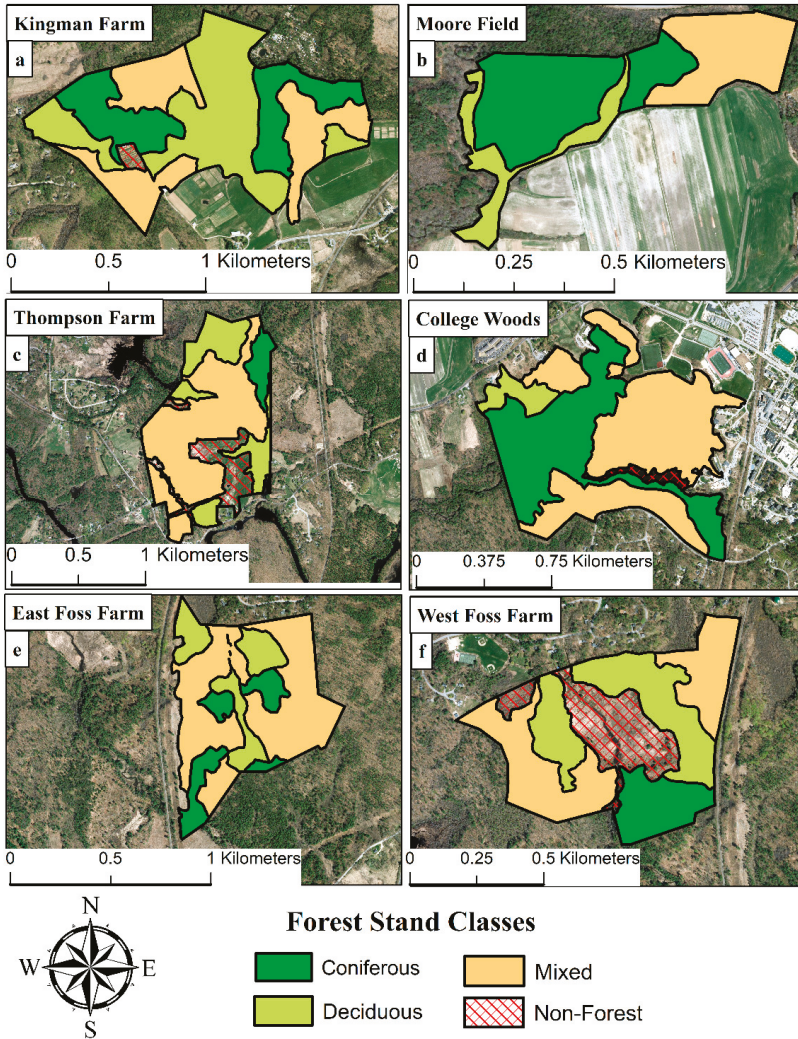 Kingman Farm
a
0 0.5 1 Kilometers
Moore Field
b
0 0.25 0.5 Kilometers
Thompson Farm
c
0 0.5 1 Kilometers
College Woods
d
0 0.375 0.75 Kilometers
East Foss Farm
e
0 0.5 1 Kilometers
West Foss Farm
f
0 0.25 0.5 Kilometers
N
W E
S
Forest Stand Classes
Coniferous Mixed
Deciduous Non-Forest